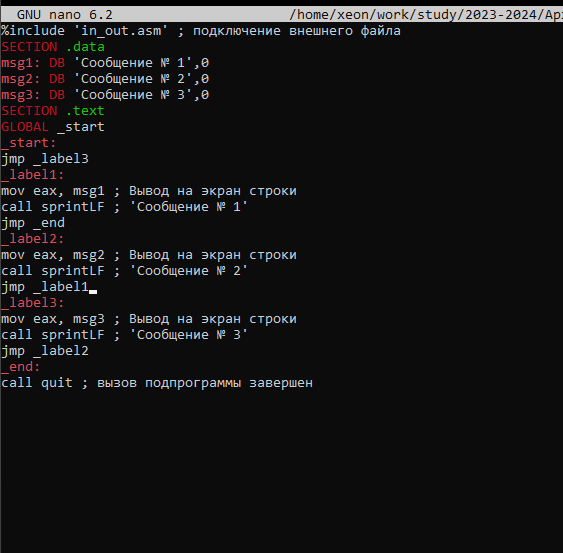 GNU nano 6.2 /home/xeon/work/study/2023-2024/Ap
%include 'in_out.asm' ; подключение внешнего файла
SECTION .data
msg1: DB 'Сообщение № 1',0
msg2: DB 'Сообщение № 2',0
msg3: DB 'Сообщение № 3',0
SECTION .text
GLOBAL _start
_start:
jmp _label3
_label1:
mov eax, msg1 ; Вывод на экран строки
call sprintLF ; 'Сообщение № 1'
jmp _end
_label2:
mov eax, msg2 ; Вывод на экран строки
call sprintLF ; 'Сообщение № 2'
jmp _label1
_label3:
mov eax, msg3 ; Вывод на экран строки
call sprintLF ; 'Сообщение № 3'
jmp _label2
_end:
call quit ; вызов подпрограммы завершен